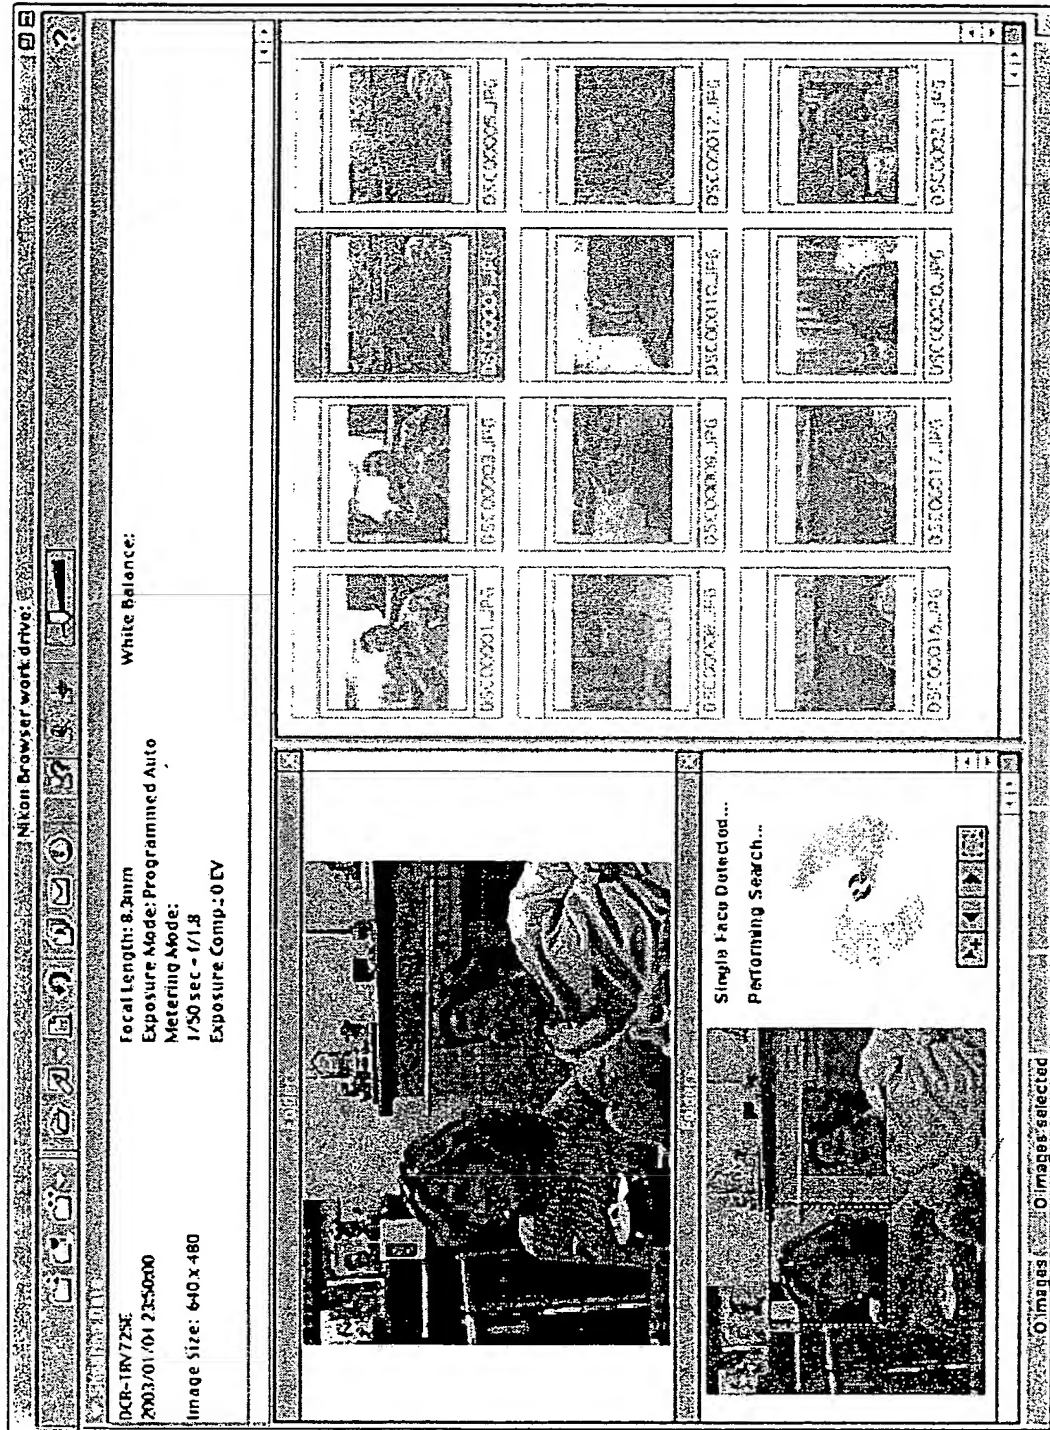 Nikon Browser: work drive:
DCR-TRV725E
2003/01/01 23:50:00
Image Size: 640 x 480
Focal Length: 8.3mm
Exposure Mode: Programmed Auto
Metering Mode:
1/50 sec - f/1.8
Exposure Comp.: 0 EV
White Balance:
Single Face Detected...
Performing Search...
DSC00001.JPG
DSC00003.JPG
DSC00005.JPG
DSC00009.JPG
DSC00010.JPG
DSC00012.JPG
DSC00016.JPG
DSC00017.JPG
DSC00020.JPG
DSC00021.JPG
0 images
0 images selected